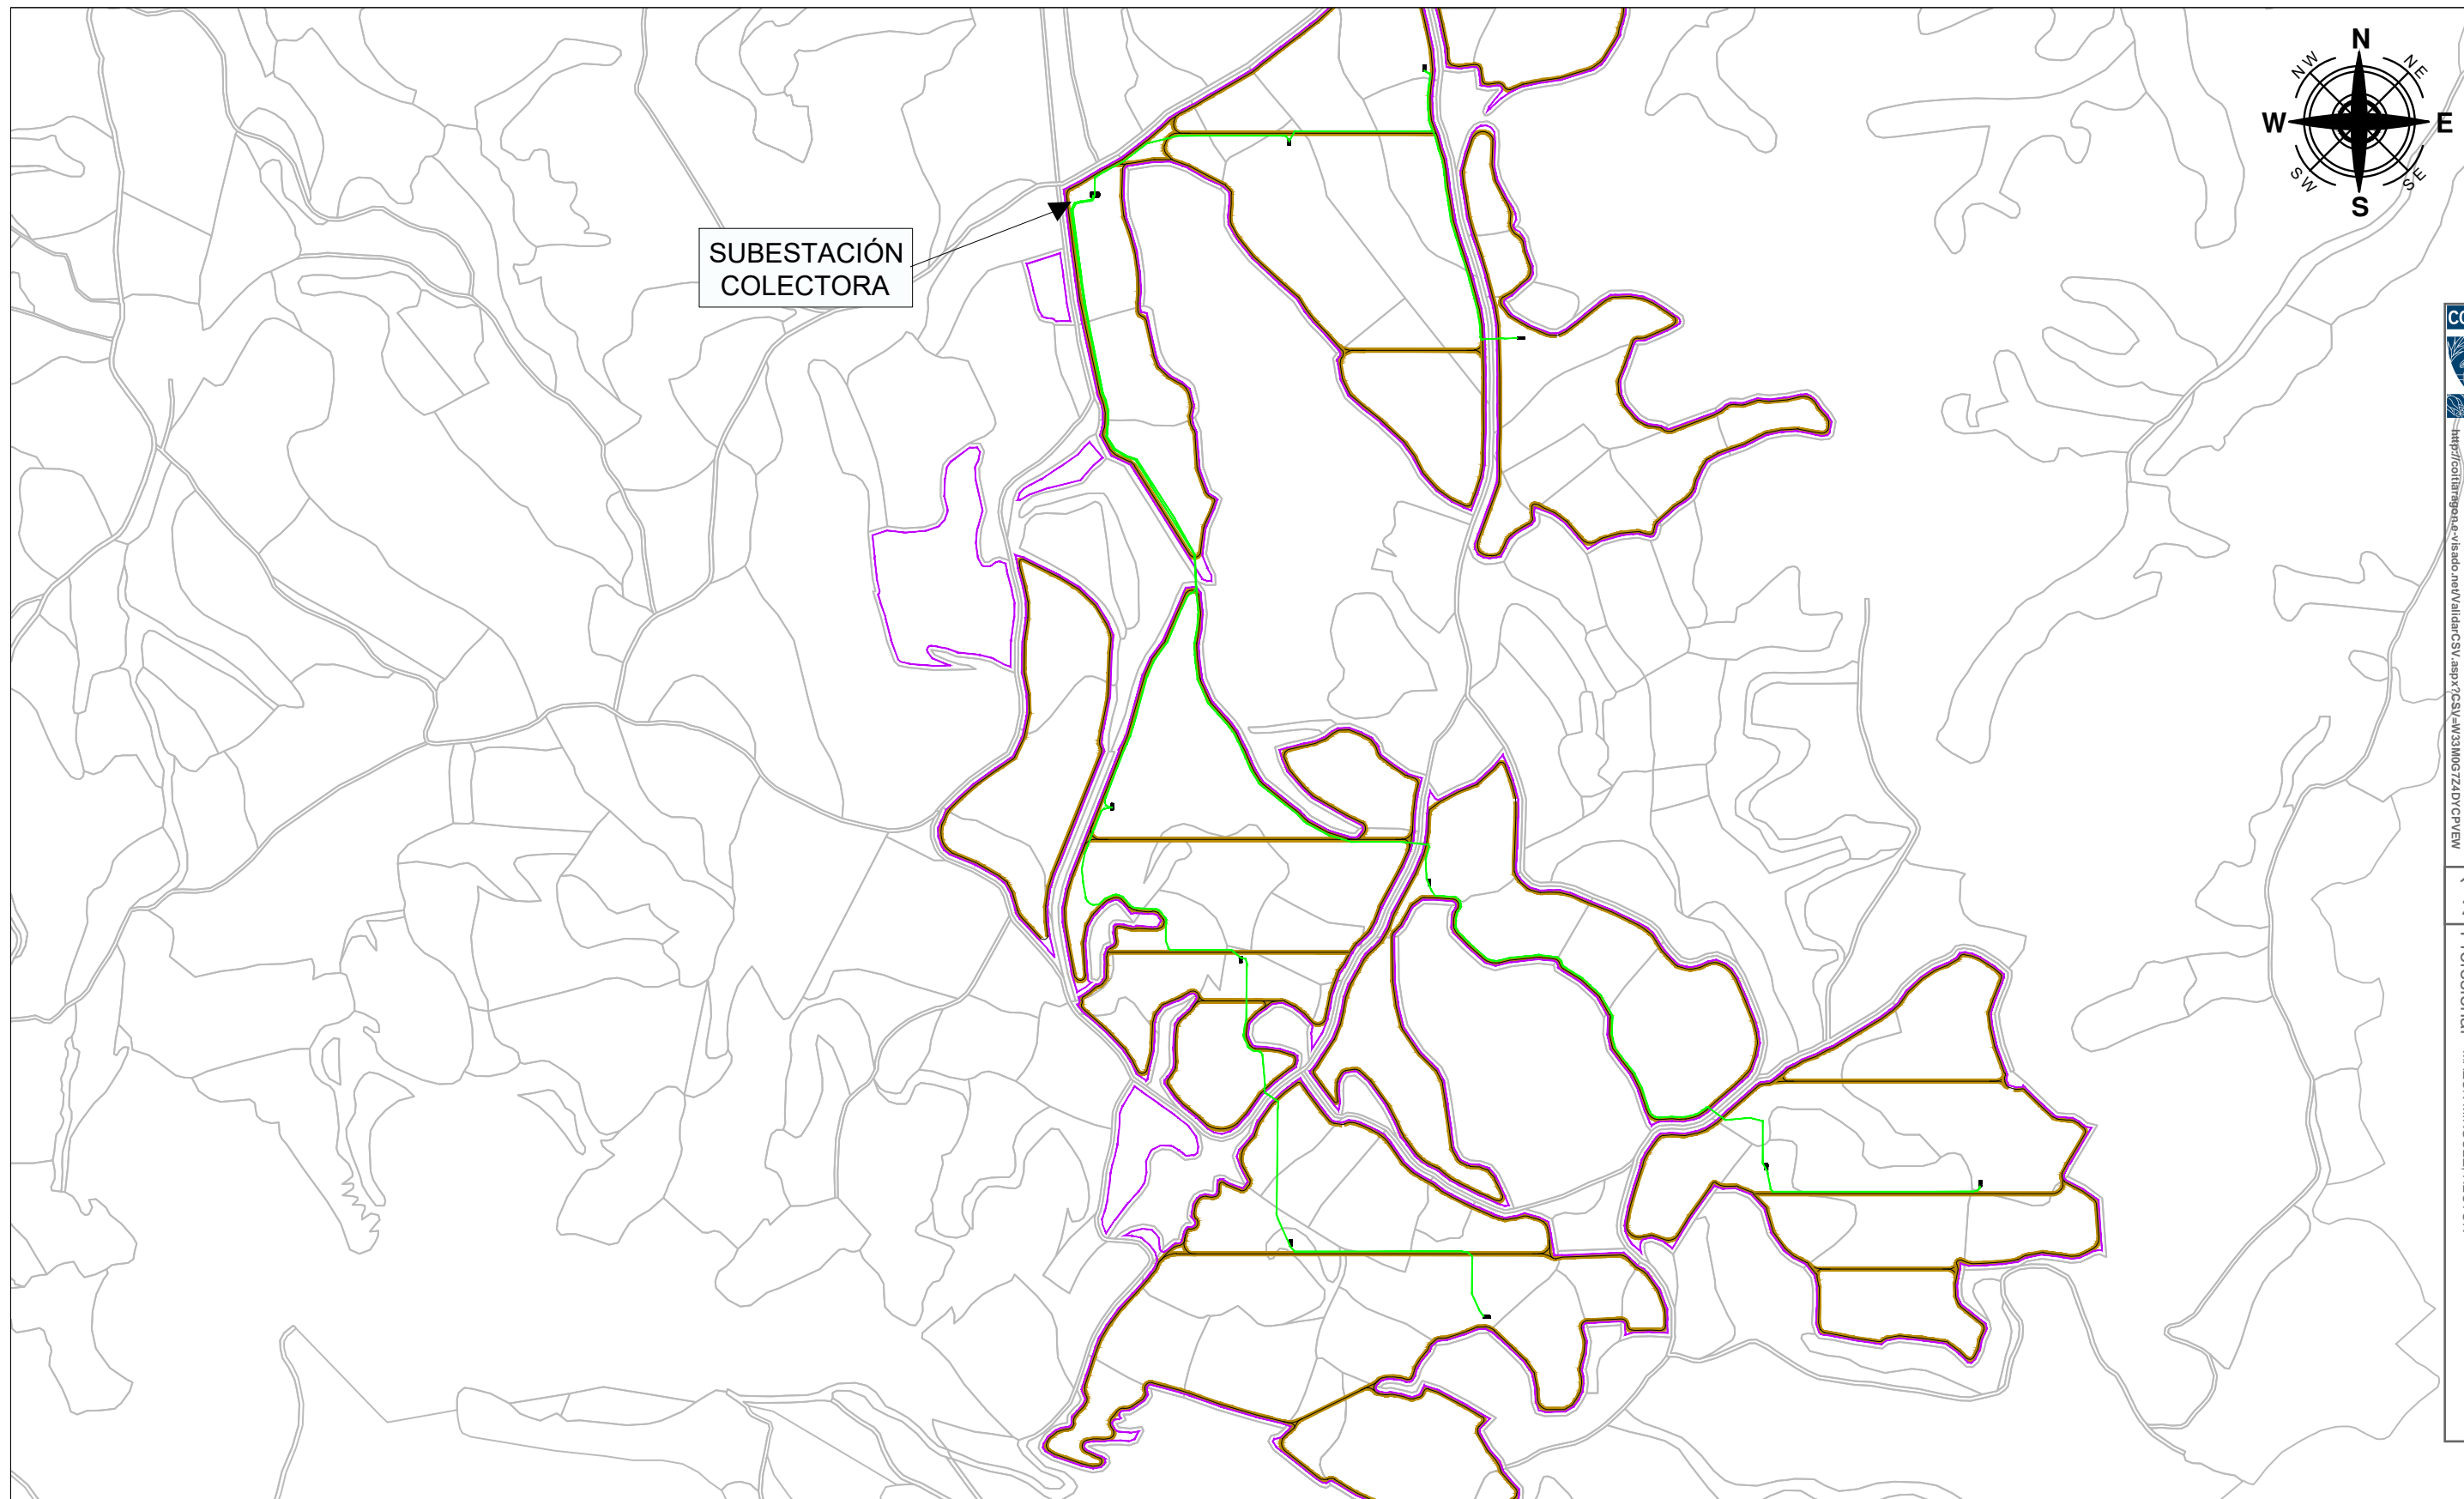 N
NW
NE
W
E
SW
SE
S
SUBESTACIÓN
COLECTORA
http://coitiaragon.e-visado.net/ValidarCSV.aspx?CSV=W33M0G7Z4DYCPVEW